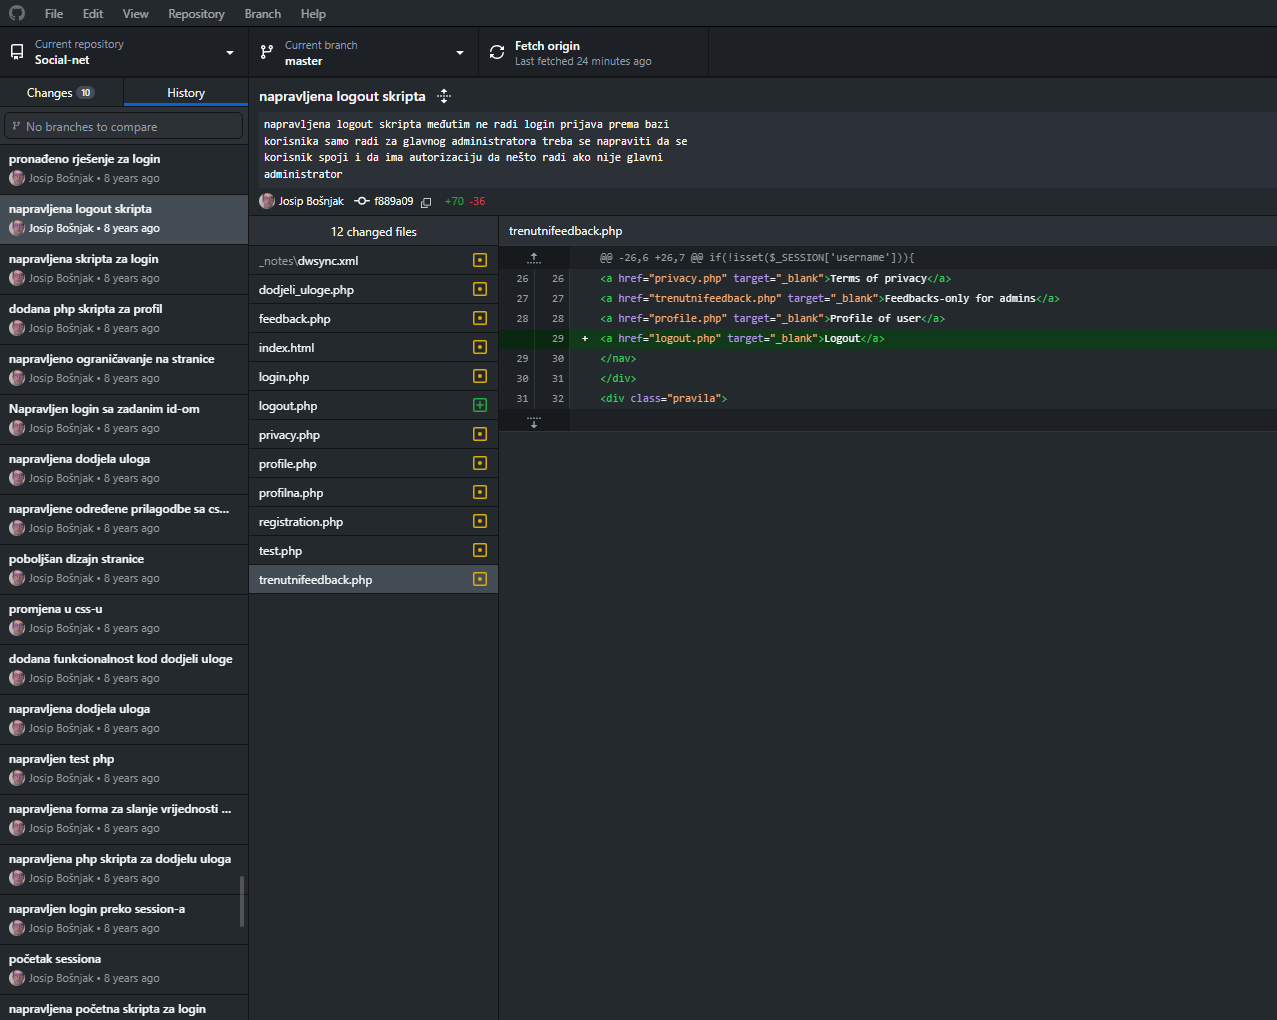 File Edit View Repository Branch Help
Current repository
Social-net
Current branch
master
Fetch origin
Last fetched 24 minutes ago
Changes 10
History
No branches to compare
pronađeno rješenje za login
Josip Bošnjak • 8 years ago
napravljena logout skripta
Josip Bošnjak • 8 years ago
napravljena skripta za login
Josip Bošnjak • 8 years ago
dodana php skripta za profil
Josip Bošnjak • 8 years ago
napravljeno ograničavanje na stranice
Josip Bošnjak • 8 years ago
Napravljen login sa zadanim id-om
Josip Bošnjak • 8 years ago
napravljena dodjela uloga
Josip Bošnjak • 8 years ago
napravljene određene prilagodbe sa cs...
Josip Bošnjak • 8 years ago
poboljšan dizajn stranice
Josip Bošnjak • 8 years ago
promjena u css-u
Josip Bošnjak • 8 years ago
dodana funkcionalnost kod dodjeli uloge
Josip Bošnjak • 8 years ago
napravljena dodjela uloga
Josip Bošnjak • 8 years ago
napravljen test php
Josip Bošnjak • 8 years ago
napravljena forma za slanje vrijednosti ...
Josip Bošnjak • 8 years ago
napravljena php skripta za dodjelu uloga
Josip Bošnjak • 8 years ago
napravljen login preko session-a
Josip Bošnjak • 8 years ago
početak sessiona
Josip Bošnjak • 8 years ago
napravljena početna skripta za login
napravljena logout skripta
napravljena logout skripta međutim ne radi login prijava prema bazi
korisnika samo radi za glavnog administratora treba se napraviti da se
korisnik spoji i da ima autorizaciju da nešto radi ako nije glavni
administrator
Josip Bošnjak f889a09 +70 -36
12 changed files
_notes\dwsync.xml
dodjeli_uloge.php
feedback.php
index.html
login.php
logout.php
privacy.php
profile.php
profilna.php
registration.php
test.php
trenutnifeedback.php
trenutnifeedback.php
@@ -26,6 +26,7 @@ if(!isset($_SESSION['username'])){
26 26 <a href="privacy.php" target="_blank">Terms of privacy</a>
27 27 <a href="trenutnifeedback.php" target="_blank">Feedbacks-only for admins</a>
28 28 <a href="profile.php" target="_blank">Profile of user</a>
29 + <a href="logout.php" target="_blank">Logout</a>
29 30 </nav>
30 31 </div>
31 32 <div class="pravila">